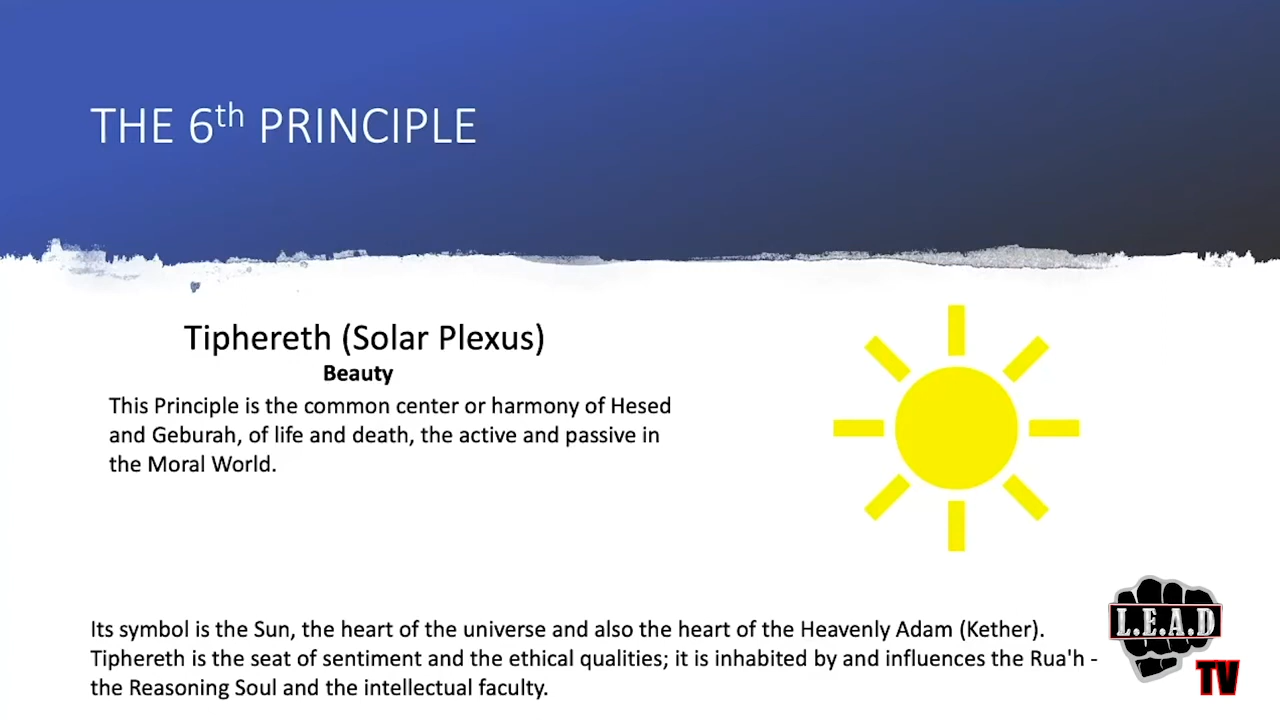 THE 6th PRINCIPLE
Tiphereth (Solar Plexus)
Beauty
This Principle is the common center or harmony of Hesed
and Geburah, of life and death, the active and passive in
the Moral World.
Its symbol is the Sun, the heart of the universe and also the heart of the Heavenly Adam (Kether).
Tiphereth is the seat of sentiment and the ethical qualities; it is inhabited by and influences the Rua'h -
the Reasoning Soul and the intellectual faculty.
L.E.A.D
TV